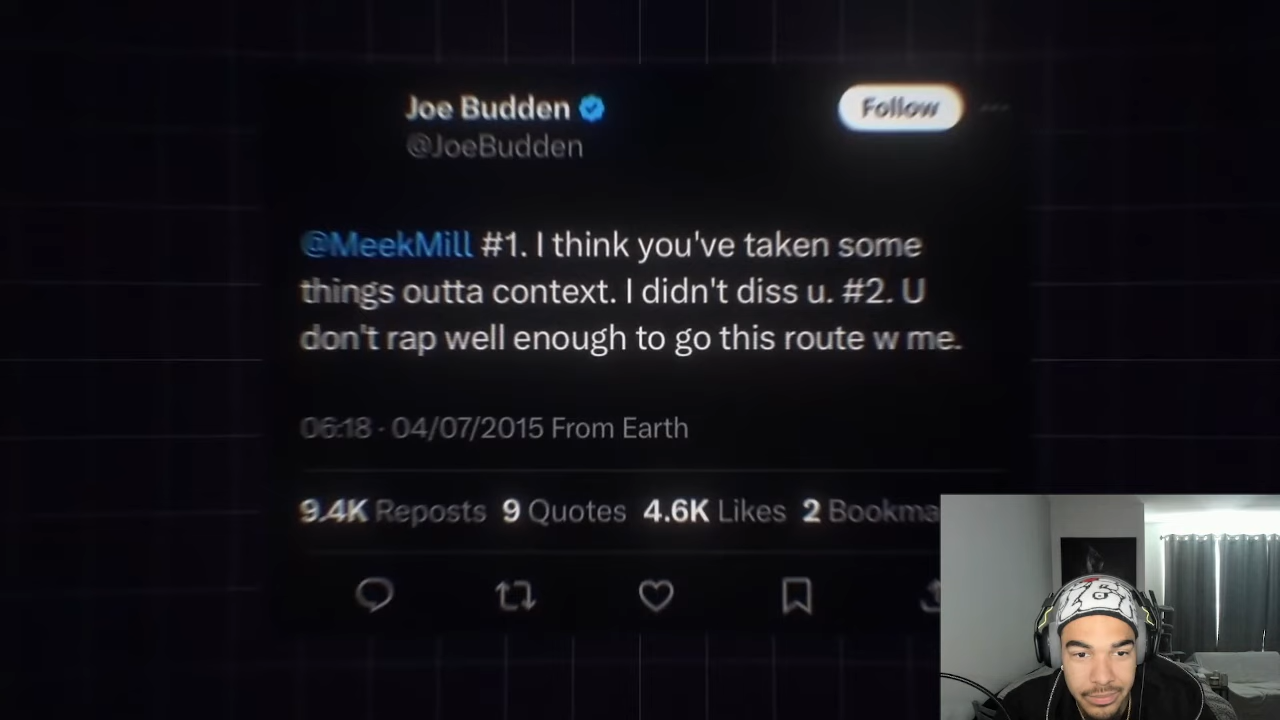 Joe Budden
Follow
@JoeBudden
@MeekMill #1. I think you've taken some
things outta context. I didn't diss u. #2. U
don't rap well enough to go this route w me.
06:18 · 04/07/2015 From Earth
9.4K Reposts 9 Quotes 4.6K Likes 2 Bookma